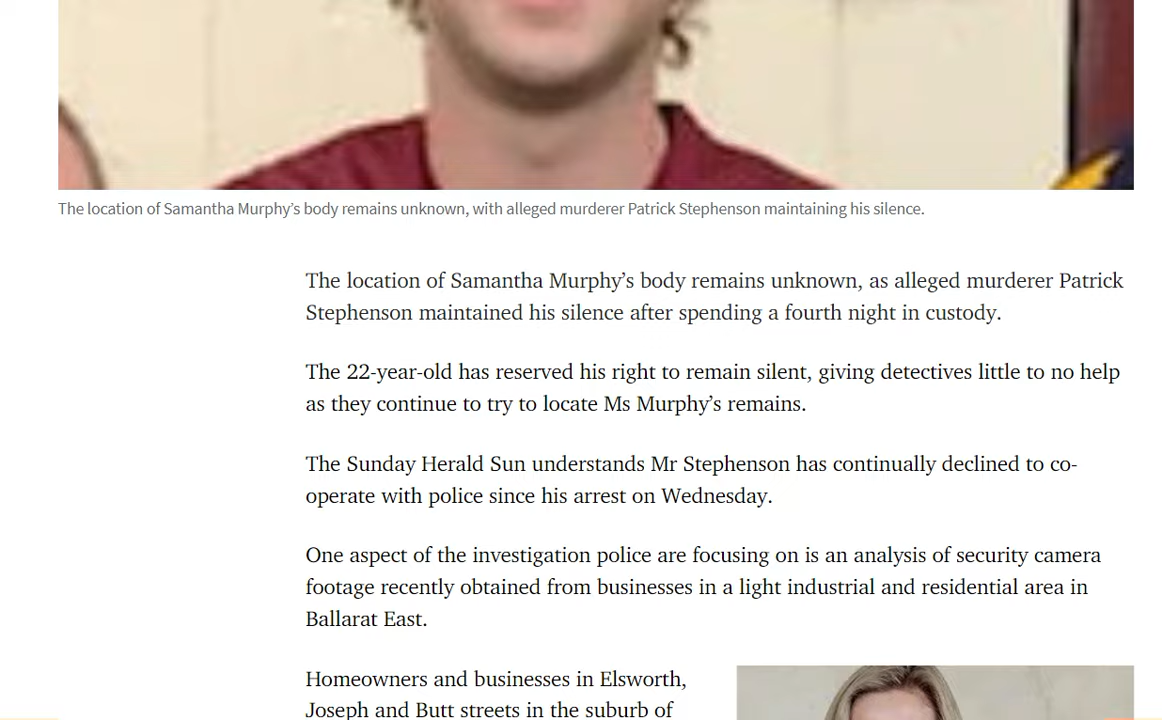 The location of Samantha Murphy’s body remains unknown, with alleged murderer Patrick Stephenson maintaining his silence.
The location of Samantha Murphy’s body remains unknown, as alleged murderer Patrick
Stephenson maintained his silence after spending a fourth night in custody.
The 22-year-old has reserved his right to remain silent, giving detectives little to no help
as they continue to try to locate Ms Murphy’s remains.
The Sunday Herald Sun understands Mr Stephenson has continually declined to co-
operate with police since his arrest on Wednesday.
One aspect of the investigation police are focusing on is an analysis of security camera
footage recently obtained from businesses in a light industrial and residential area in
Ballarat East.
Homeowners and businesses in Elsworth,
Joseph and Butt streets in the suburb of